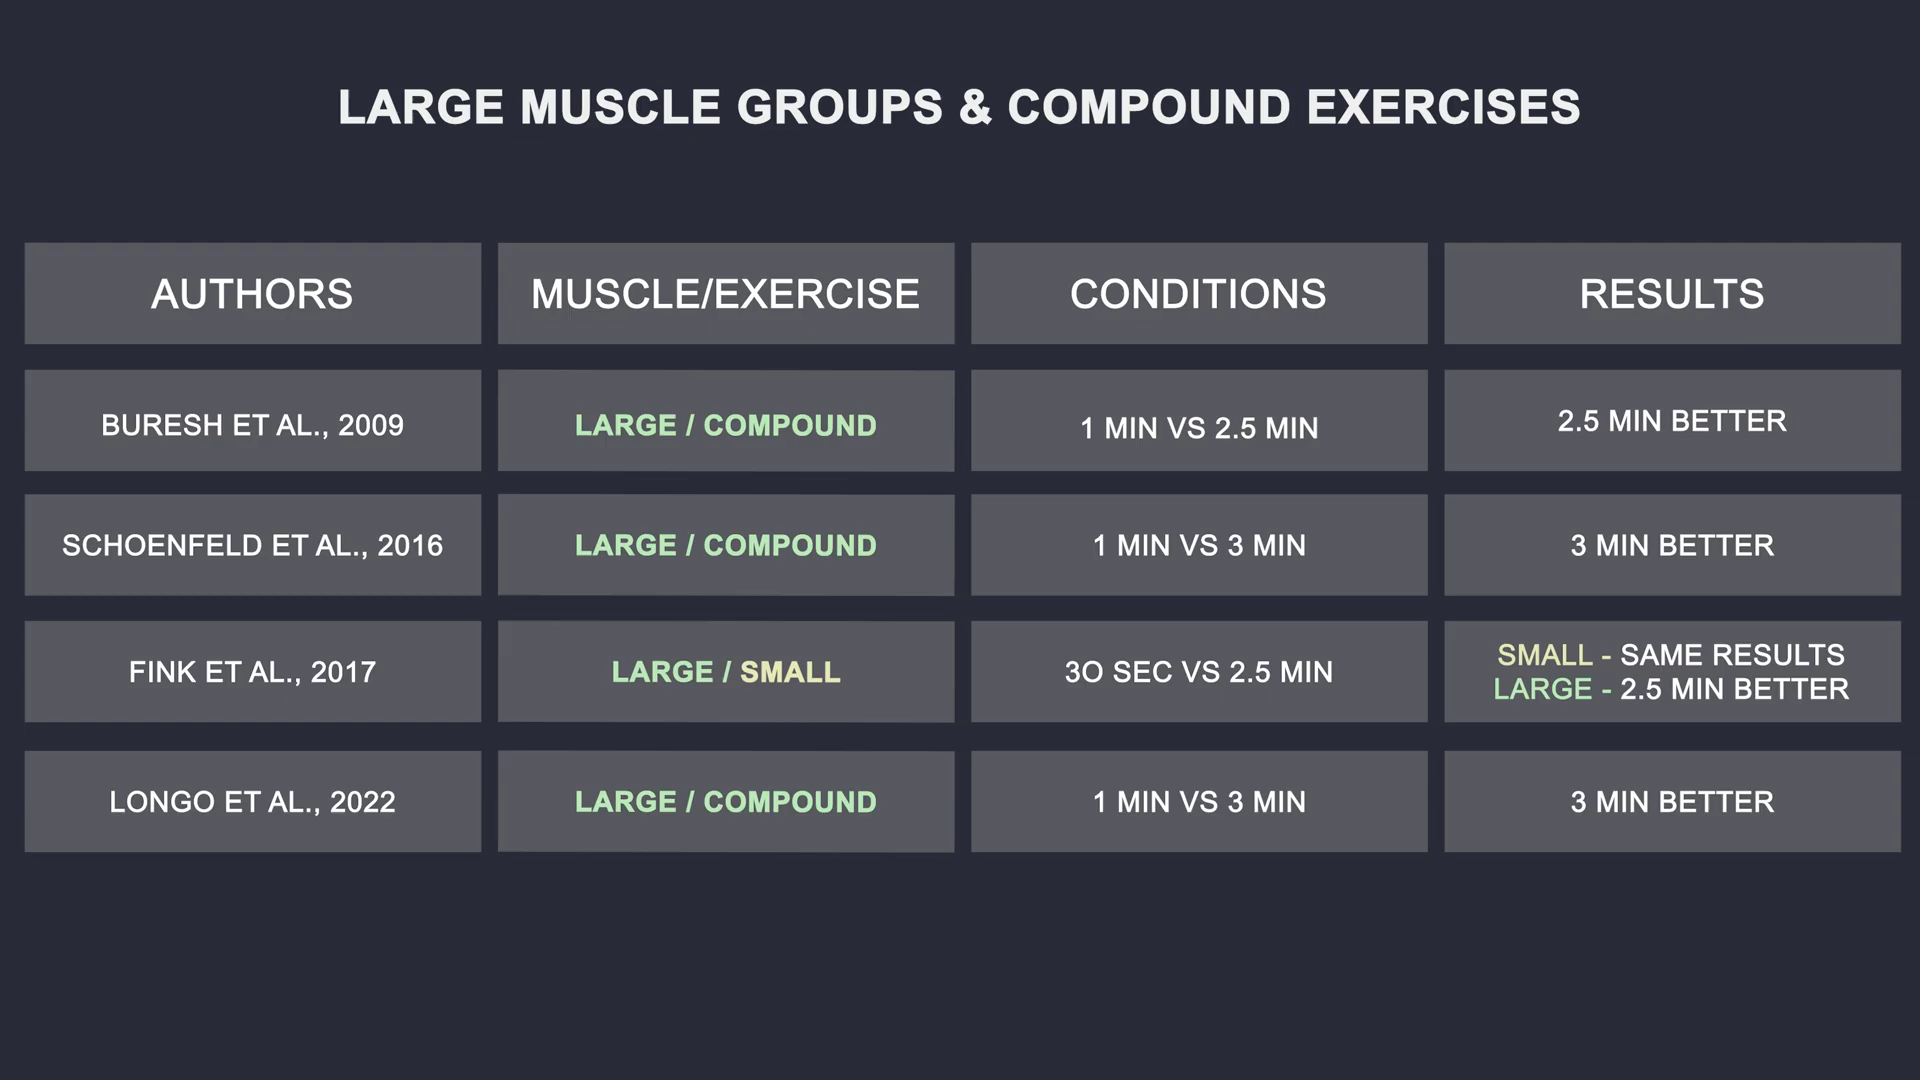 LARGE MUSCLE GROUPS & COMPOUND EXERCISES
AUTHORS
MUSCLE/EXERCISE
CONDITIONS
RESULTS
BURESH ET AL., 2009
LARGE / COMPOUND
1 MIN VS 2.5 MIN
2.5 MIN BETTER
SCHOENFELD ET AL., 2016
LARGE / COMPOUND
1 MIN VS 3 MIN
3 MIN BETTER
FINK ET AL., 2017
LARGE / SMALL
3O SEC VS 2.5 MIN
SMALL - SAME RESULTS
LARGE - 2.5 MIN BETTER
LONGO ET AL., 2022
LARGE / COMPOUND
1 MIN VS 3 MIN
3 MIN BETTER